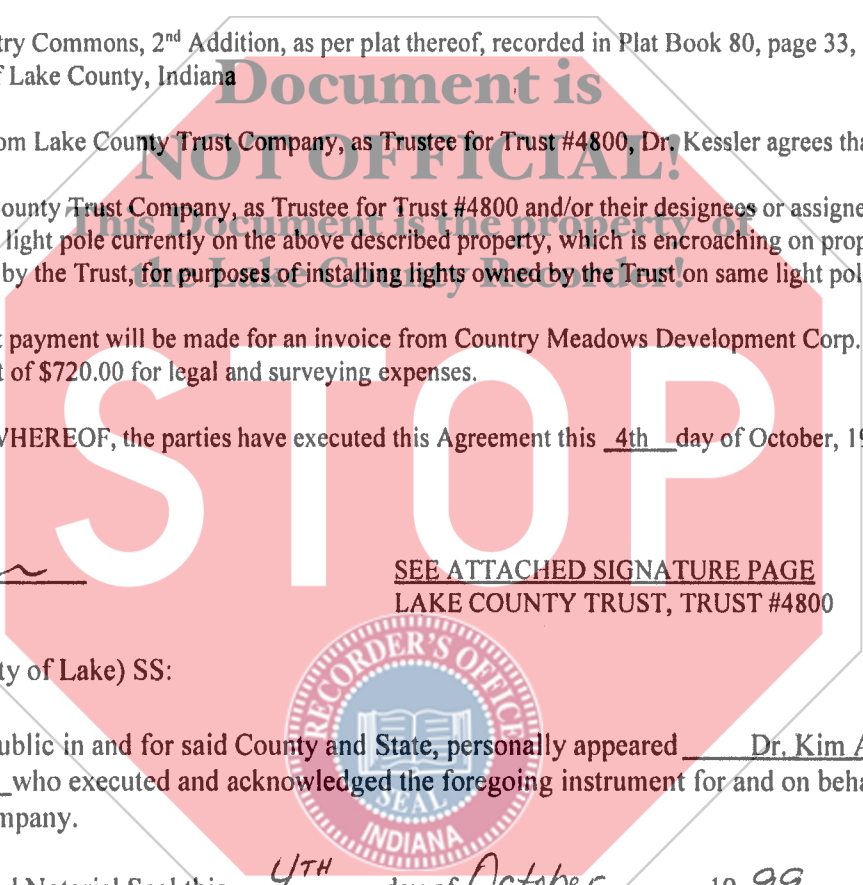 try Commons, 2nd Addition, as per plat thereof, recorded in Plat Book 80, page 33,
f Lake County, Indiana
Document is
om Lake County Trust Company, as Trustee for Trust #4800, Dr. Kessler agrees tha
NOT OFFICIAL!
ounty Trust Company, as Trustee for Trust #4800 and/or their designees or assigne
This Document is the property of
light pole currently on the above described property, which is encroaching on prop
the Lake County Recorder!
by the Trust, for purposes of installing lights owned by the Trust on same light pol
t payment will be made for an invoice from Country Meadows Development Corp.
t of $720.00 for legal and surveying expenses.
STOP
WHEREOF, the parties have executed this Agreement this 4th day of October, 19
SEE ATTACHED SIGNATURE PAGE
LAKE COUNTY TRUST, TRUST #4800
RECORDER'S OFFICE
SEAL
INDIANA
ty of Lake) SS:
ublic in and for said County and State, personally appeared Dr. Kim A
who executed and acknowledged the foregoing instrument for and on beha
mpany.
d Notarial Seal this 4TH day of October 19 99